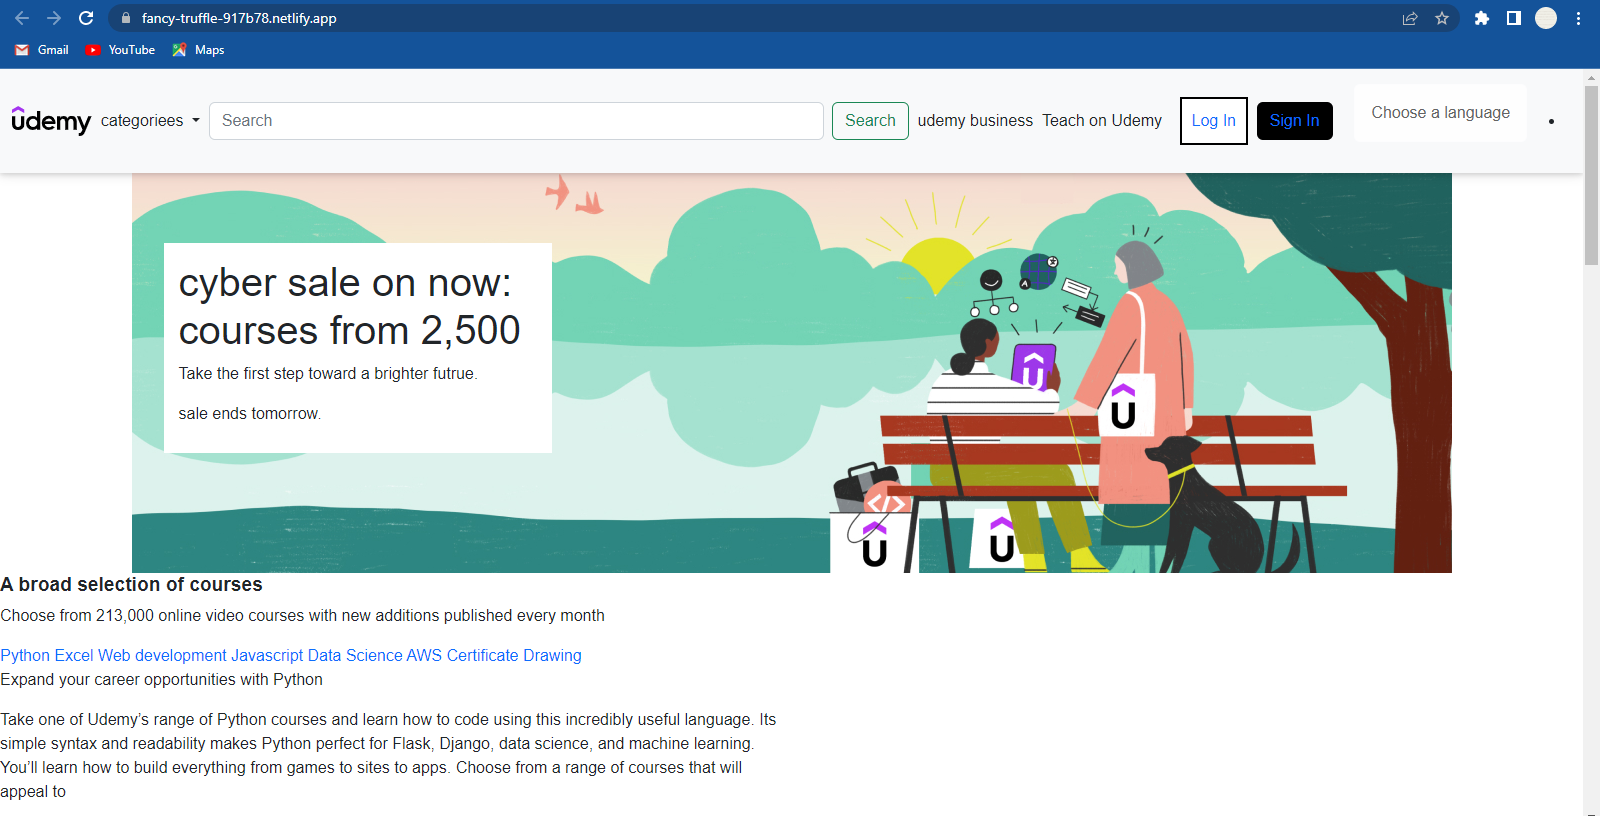 fancy-truffle-917b78.netlify.app
Gmail YouTube Maps
ûdemy categoriees Search Search udemy business Teach on Udemy Log In Sign In Choose a language
cyber sale on now:
courses from 2,500
Take the first step toward a brighter futrue.
sale ends tomorrow.
A
U
U
</>
U
U
A broad selection of courses
Choose from 213,000 online video courses with new additions published every month
Python Excel Web development Javascript Data Science AWS Certificate Drawing
Expand your career opportunities with Python
Take one of Udemy’s range of Python courses and learn how to code using this incredibly useful language. Its
simple syntax and readability makes Python perfect for Flask, Django, data science, and machine learning.
You’ll learn how to build everything from games to sites to apps. Choose from a range of courses that will
appeal to